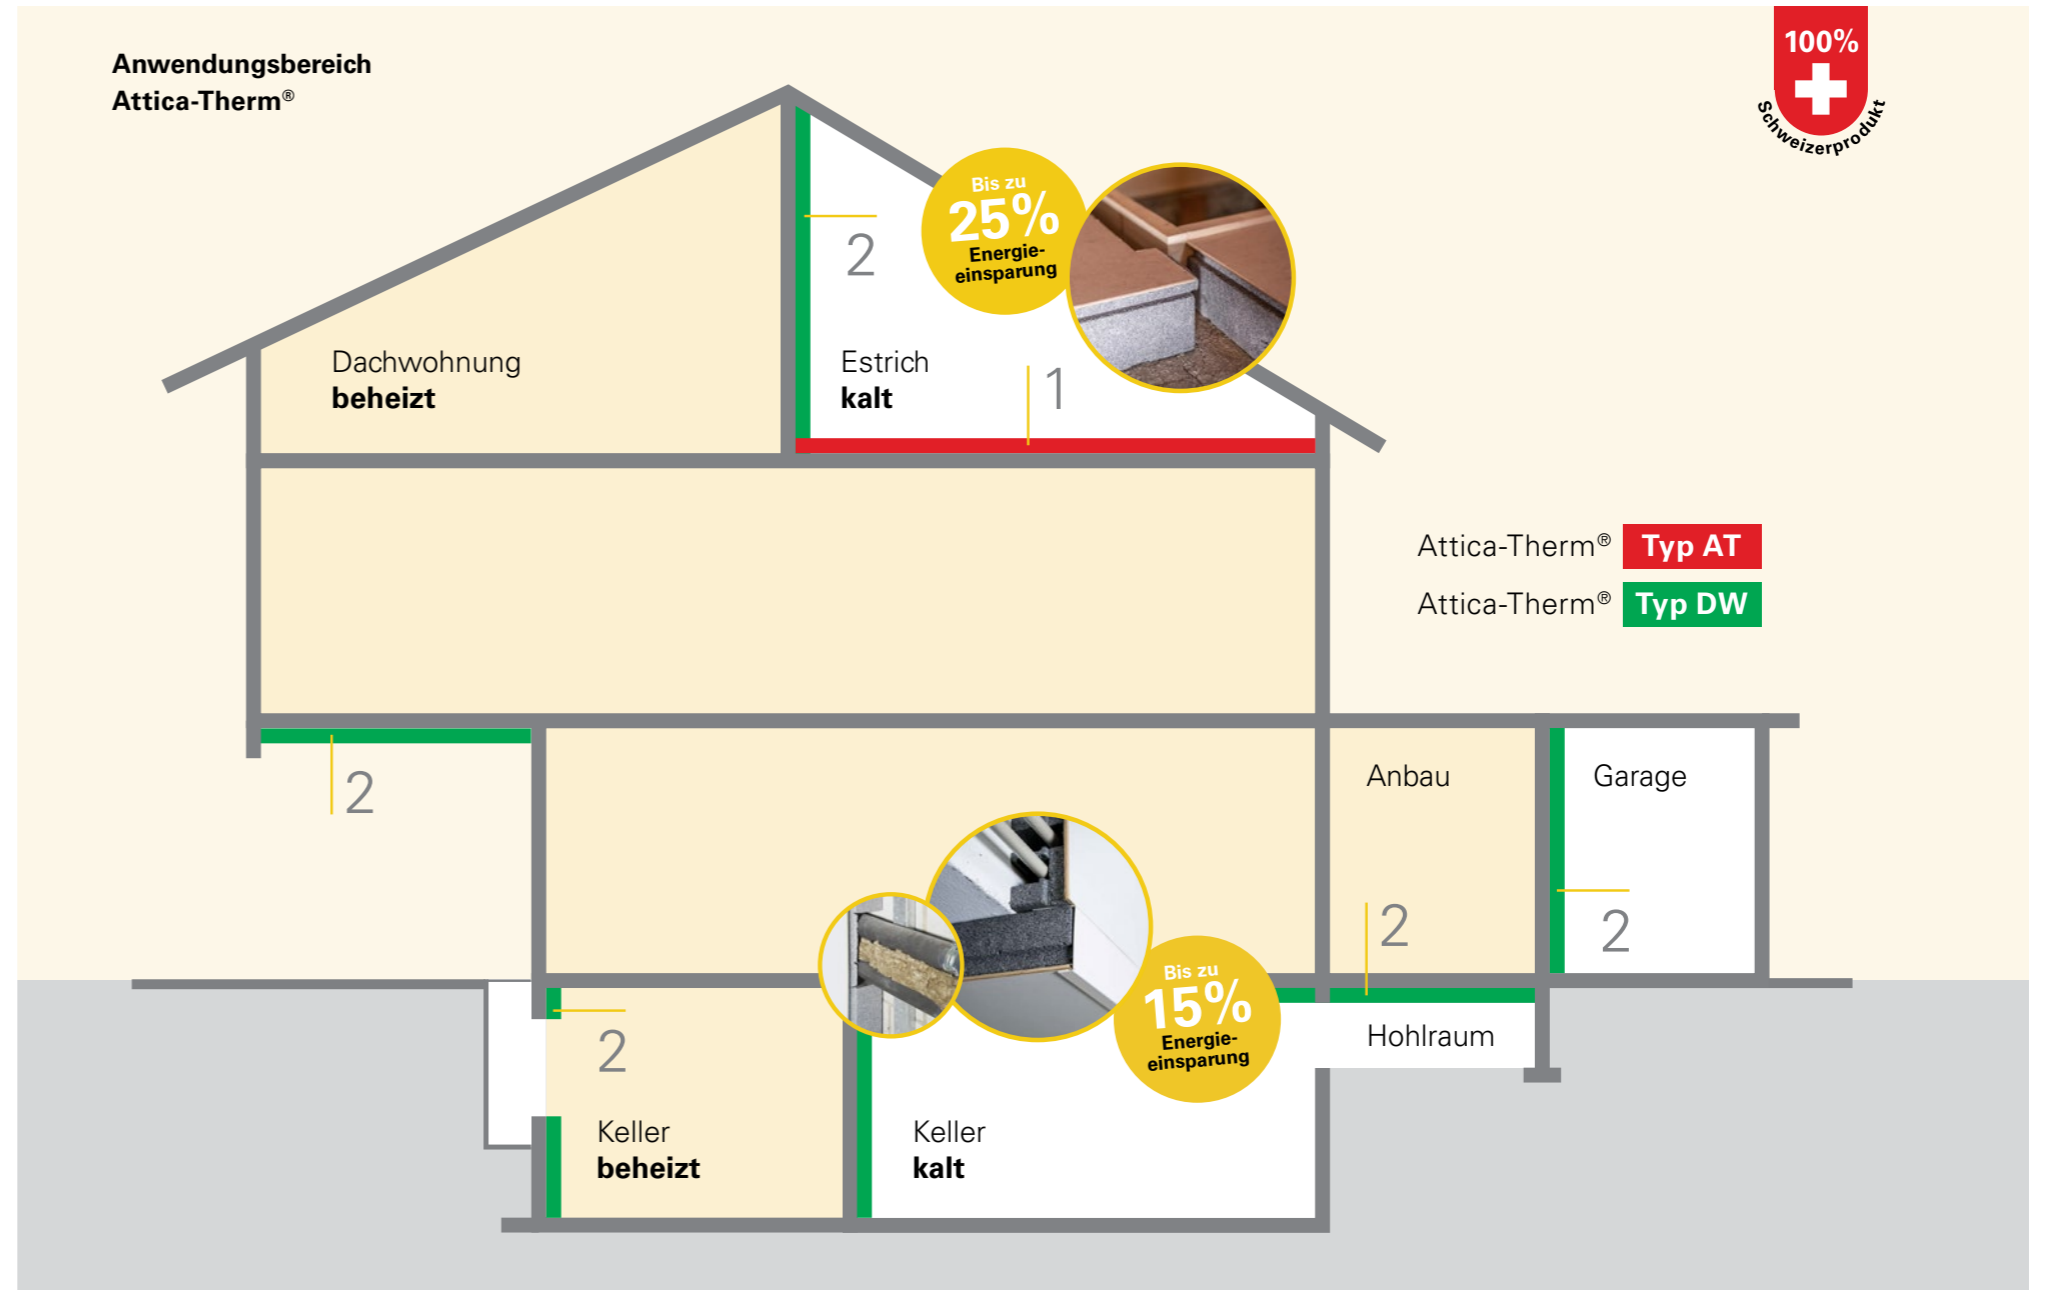 Anwendungsbereich
Attica-Therm®
100%
Schweizerprodukt
Bis zu
25%
Energie-
einsparung
2
Dachwohnung
beheizt
Estrich
kalt
1
Attica-Therm® Typ AT
Attica-Therm® Typ DW
2
Anbau
Garage
2
2
Bis zu
15%
Energie-
einsparung
2
Hohlraum
Keller
beheizt
Keller
kalt